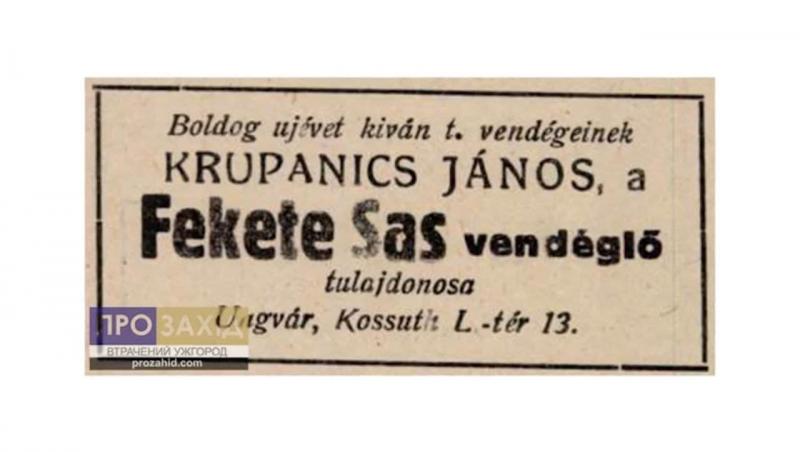 Boldog ujévet kiván t. vendégeinek
KRUPANICS JÁNOS, a
Fekete Sas vendéglő
tulajdonosa
Ungvár, Kossuth L.-tér 13.
ПРО ЗАХІД
ВТРАЧЕНИЙ УЖГОРОД
prozahid.com